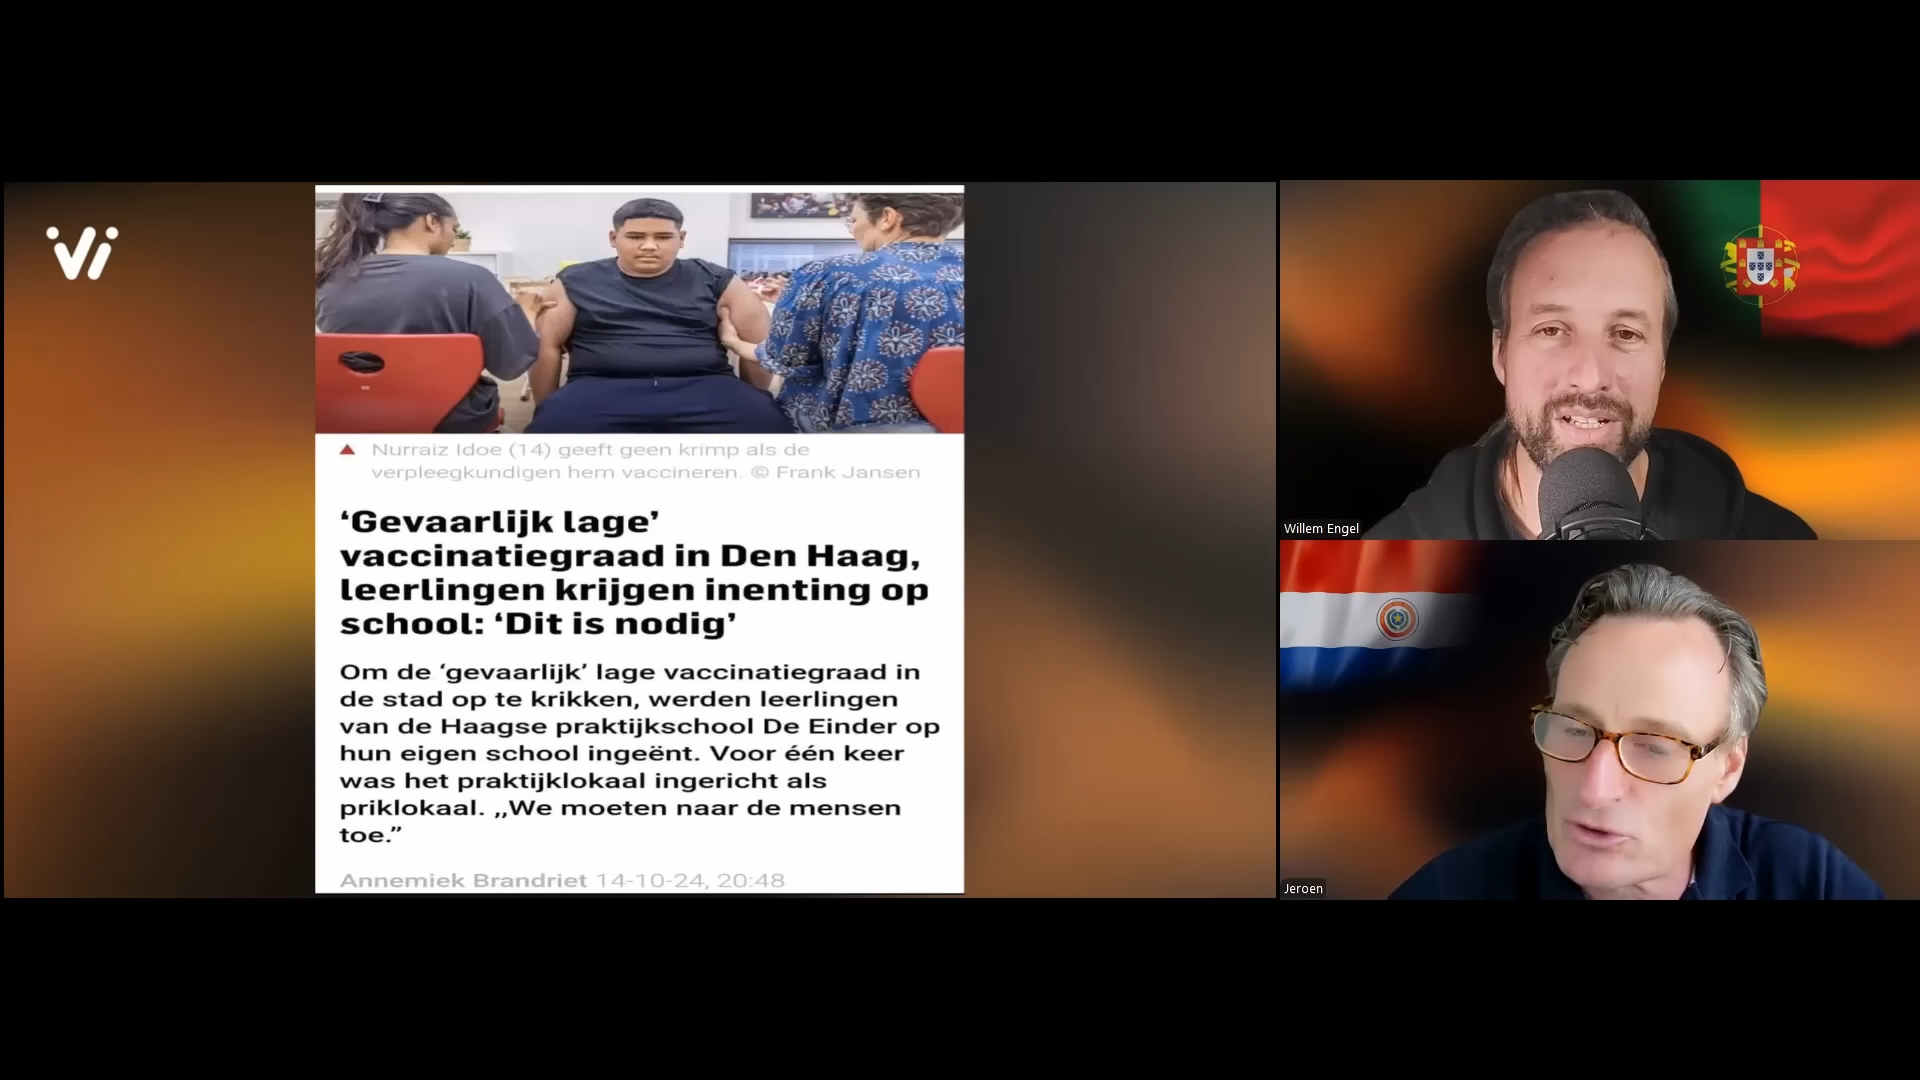 Nurraiz Idoe (14) geeft geen krimp als de
verpleegkundigen hem vaccineren. © Frank Jansen
‘Gevaarlijk lage’
vaccinatiegraad in Den Haag,
leerlingen krijgen inenting op
school: ‘Dit is nodig’
Om de ‘gevaarlijk’ lage vaccinatiegraad in
de stad op te krikken, werden leerlingen
van de Haagse praktijkschool De Einder op
hun eigen school ingeënt. Voor één keer
was het praktijklokaal ingericht als
priklokaal. ,,We moeten naar de mensen
toe.”
Annemiek Brandriet 14-10-24, 20:48
Willem Engel
Jeroen